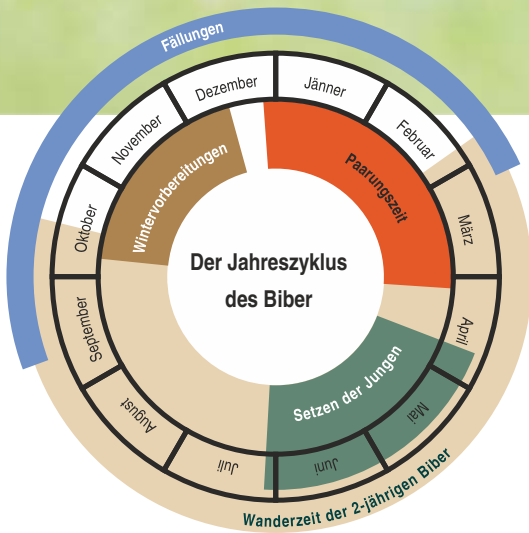 Fällungen
Dezember
Jänner
November
Februar
Wintervorbereitungen
Paarungszeit
Oktober
März
Der Jahreszyklus
des Biber
September
April
Setzen der Jungen
August
Mai
Juli
Juni
Wanderzeit der 2-jährigen Biber